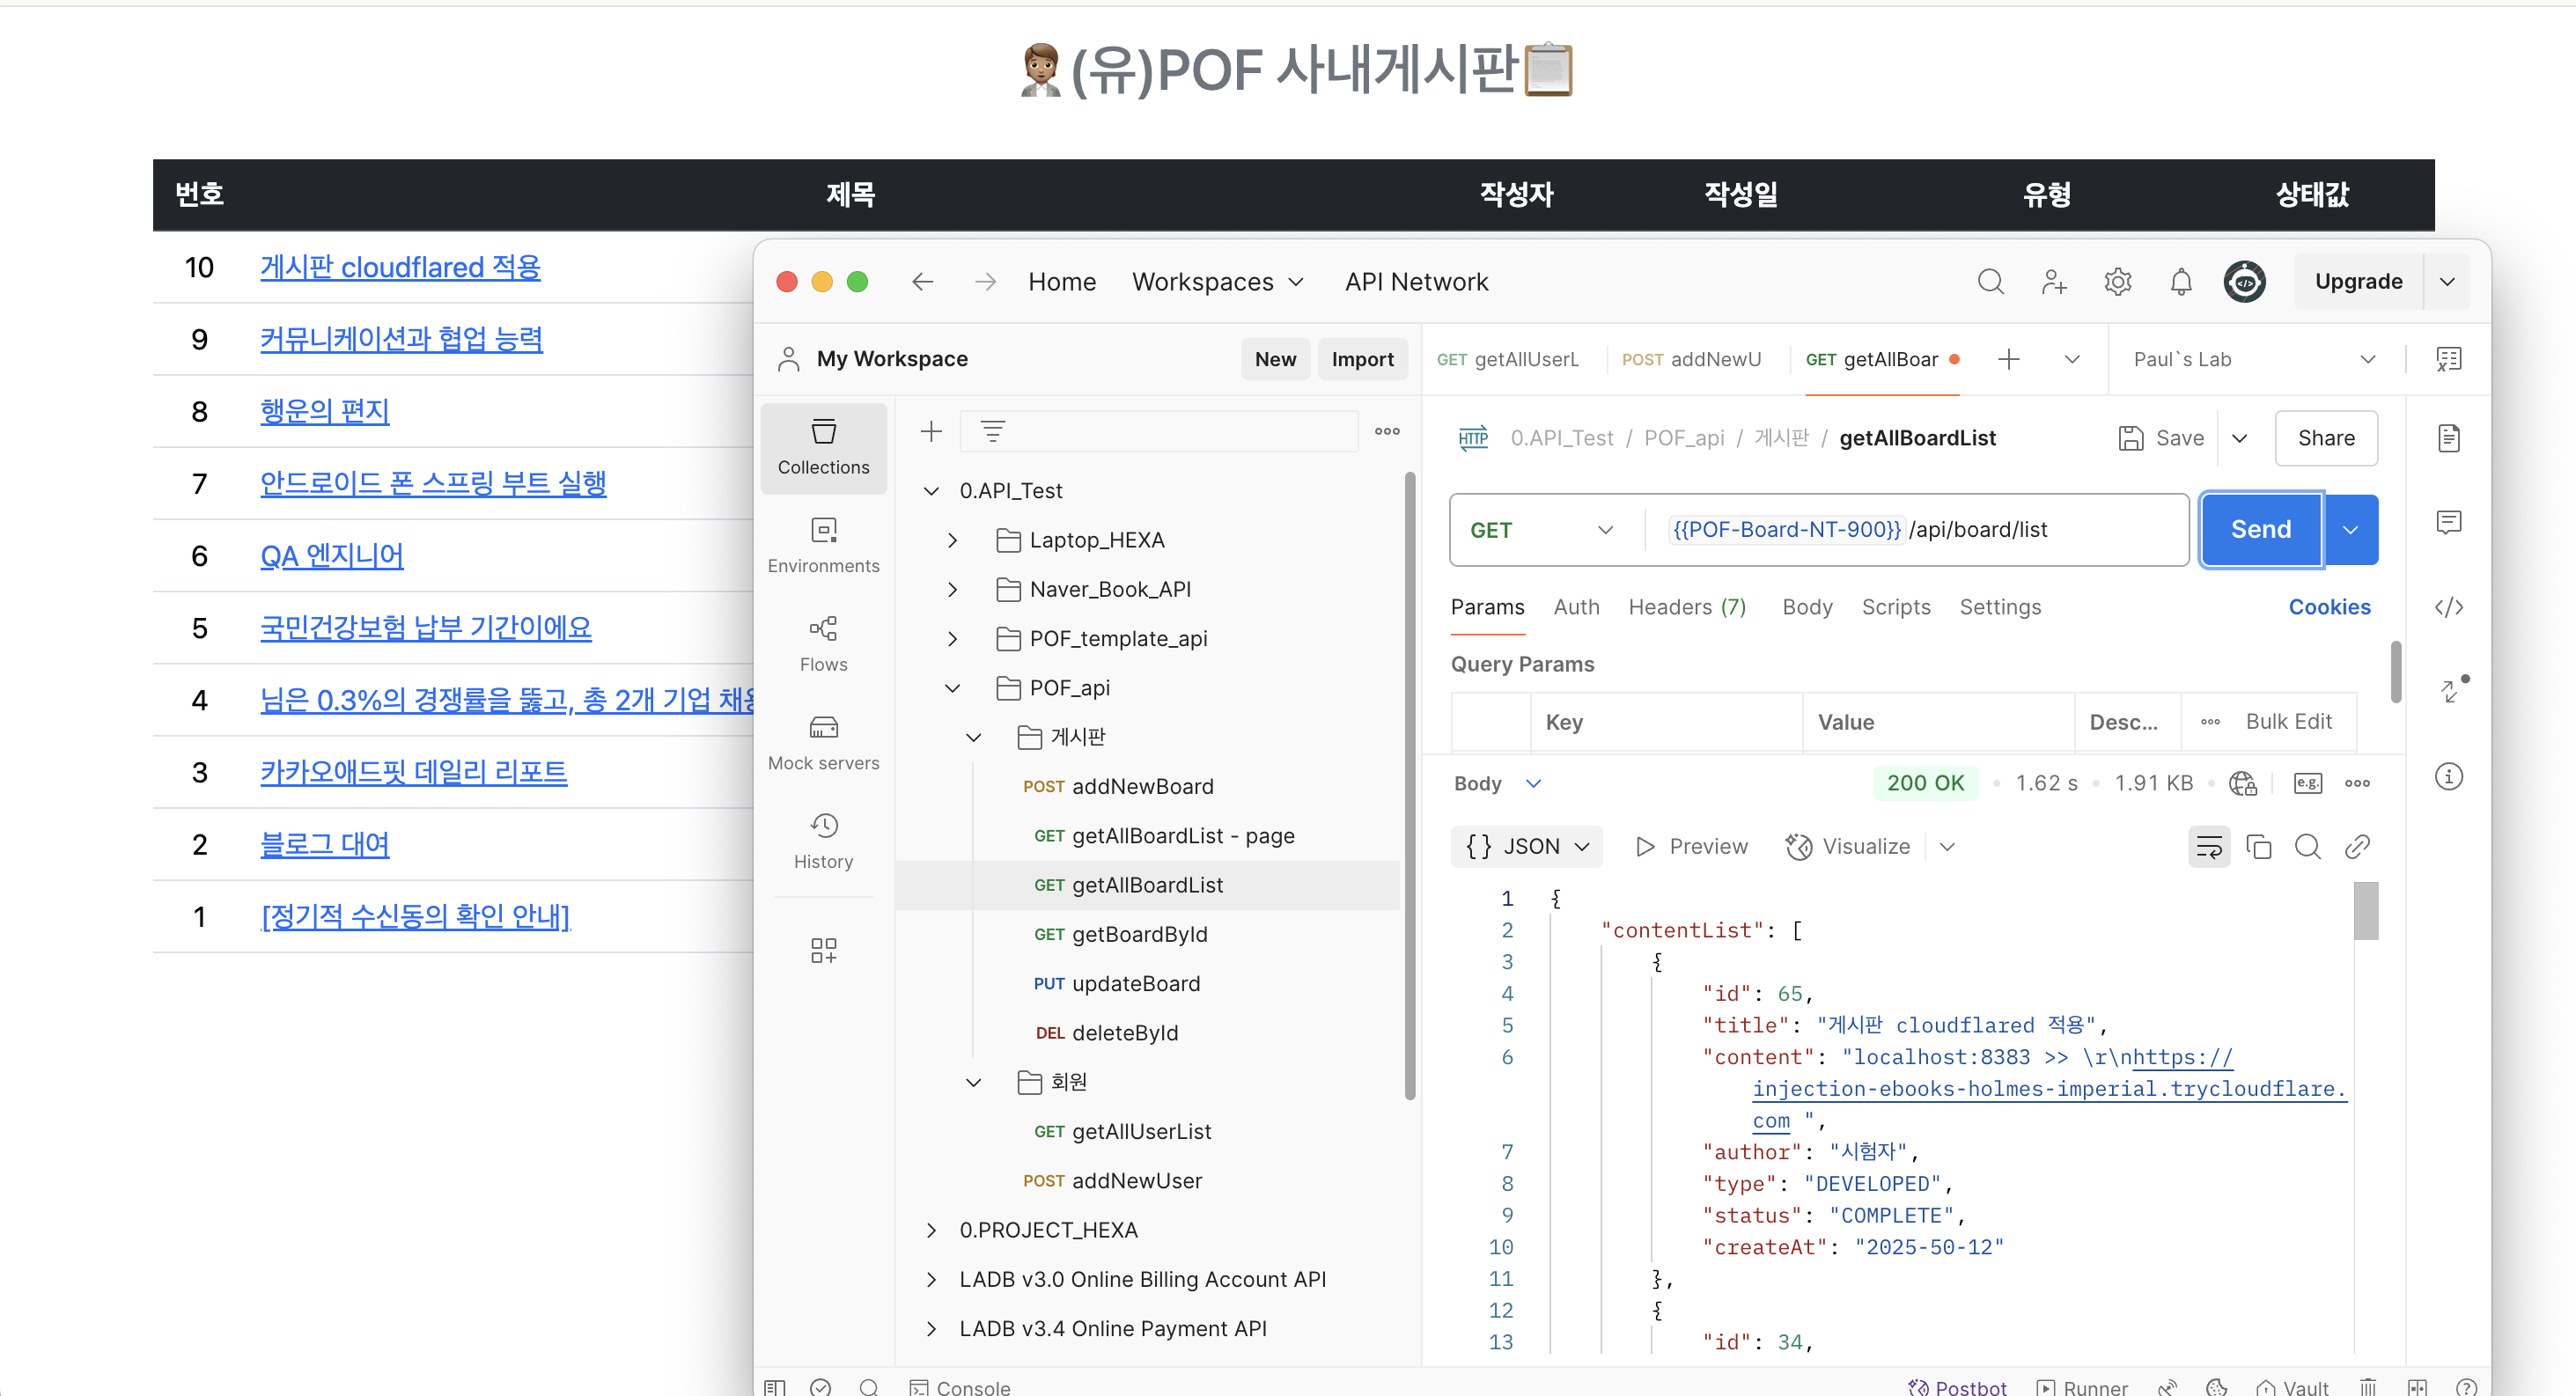 (유)POF 사내게시판
번호 제목 작성자 작성일 유형 상태값
10 게시판 cloudflared 적용
9 커뮤니케이션과 협업 능력
8 행운의 편지
7 안드로이드 폰 스프링 부트 실행
6 QA 엔지니어
5 국민건강보험 납부 기간이에요
4 님은 0.3%의 경쟁률을 뚫고, 총 2개 기업 채용
3 카카오애드핏 데일리 리포트
2 블로그 대여
1 [정기적 수신동의 확인 안내]
Home Workspaces API Network Upgrade
My Workspace New Import
GET getAllUserL POST addNewU GET getAllBoar Paul`s Lab
Collections
Environments
Flows
Mock servers
History
0.API_Test
Laptop_HEXA
Naver_Book_API
POF_template_api
POF_api
게시판
POST addNewBoard
GET getAllBoardList - page
GET getAllBoardList
GET getBoardById
PUT updateBoard
DEL deleteById
회원
GET getAllUserList
POST addNewUser
0.PROJECT_HEXA
LADB v3.0 Online Billing Account API
LADB v3.4 Online Payment API
HTTP 0.API_Test / POF_api / 게시판 / getAllBoardList Save Share
GET {{POF-Board-NT-900}}/api/board/list Send
Params Auth Headers (7) Body Scripts Settings Cookies
Query Params
Key Value Desc... Bulk Edit
Body 200 OK 1.62 s 1.91 KB e.g.
{} JSON Preview Visualize
1 {
2 "contentList": [
3 {
4 "id": 65,
5 "title": "게시판 cloudflared 적용",
6 "content": "localhost:8383 >> \r\nhttps://
injection-ebooks-holmes-imperial.trycloudflare.
com ",
7 "author": "시험자",
8 "type": "DEVELOPED",
9 "status": "COMPLETE",
10 "createAt": "2025-50-12"
11 },
12 {
13 "id": 34,
Console Postbot Runner Vault